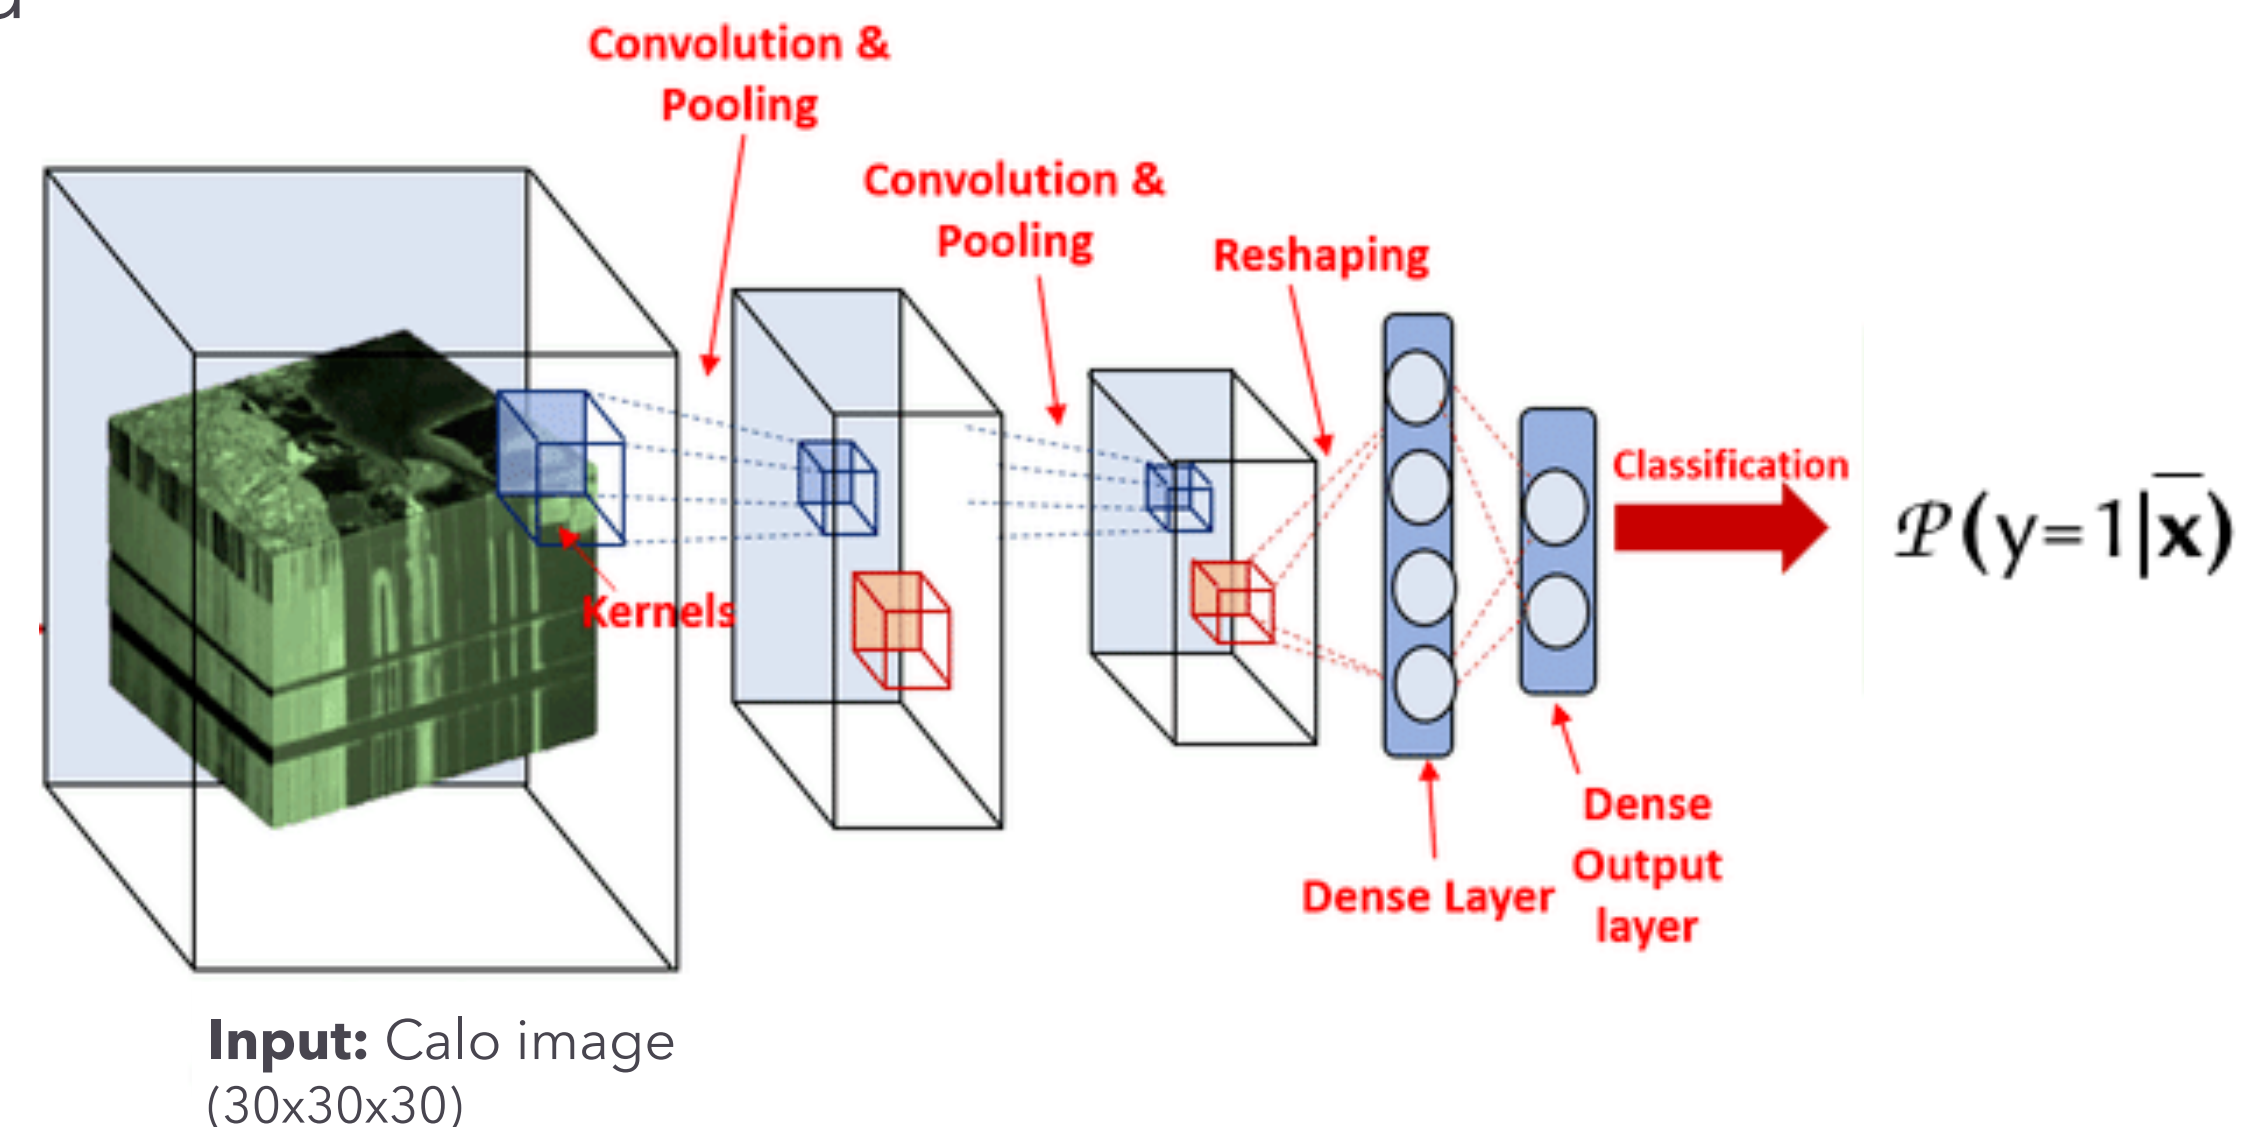 Convolution &
Pooling
Convolution &
Pooling
Reshaping
Kernels
Classification
𝒫(y=1|x̅)
Dense
Output
layer
Dense Layer
Input: Calo image
(30x30x30)